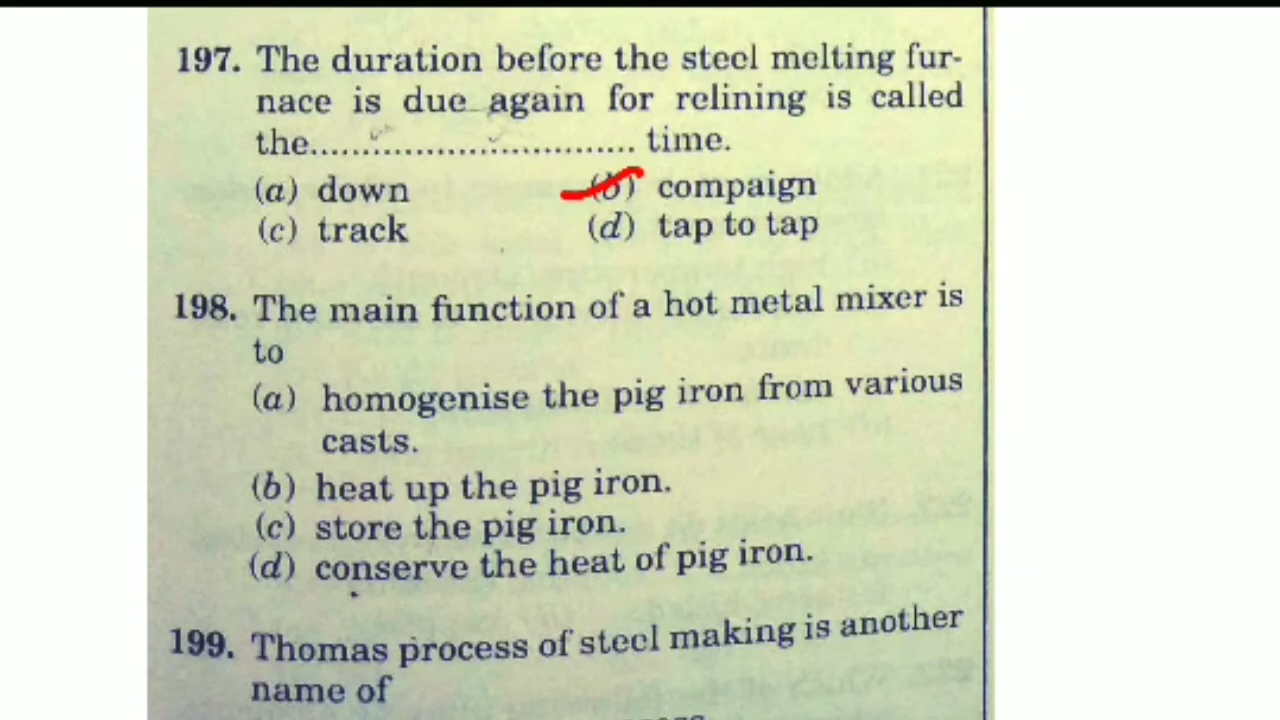 197. The duration before the steel melting fur-
nace is due again for relining is called
the................................. time.
(a) down (b) compaign
(c) track (d) tap to tap
198. The main function of a hot metal mixer is
to
(a) homogenise the pig iron from various
casts.
(b) heat up the pig iron.
(c) store the pig iron.
(d) conserve the heat of pig iron.
199. Thomas process of steel making is another
name of